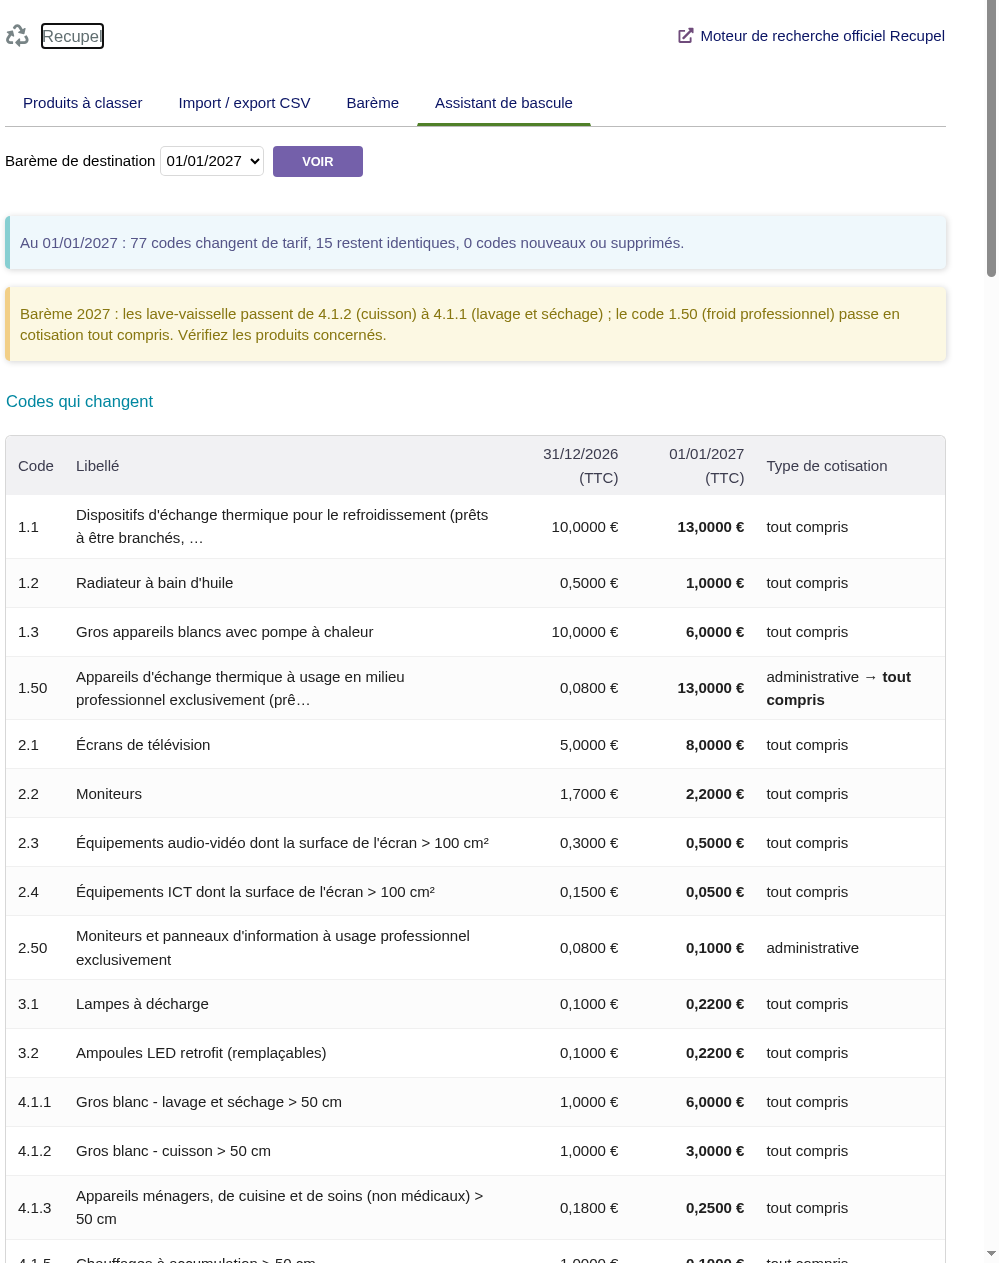 Recupel
Moteur de recherche officiel Recupel
Produits à classer
Import / export CSV
Barème
Assistant de bascule
Barème de destination 01/01/2027 VOIR
Au 01/01/2027 : 77 codes changent de tarif, 15 restent identiques, 0 codes nouveaux ou supprimés.
Barème 2027 : les lave-vaisselle passent de 4.1.2 (cuisson) à 4.1.1 (lavage et séchage) ; le code 1.50 (froid professionnel) passe en
cotisation tout compris. Vérifiez les produits concernés.
Codes qui changent
Code Libellé 31/12/2026 (TTC) 01/01/2027 (TTC) Type de cotisation
1.1 Dispositifs d'échange thermique pour le refroidissement (prêts
à être branchés, … 10,0000 € 13,0000 € tout compris
1.2 Radiateur à bain d'huile 0,5000 € 1,0000 € tout compris
1.3 Gros appareils blancs avec pompe à chaleur 10,0000 € 6,0000 € tout compris
1.50 Appareils d'échange thermique à usage en milieu
professionnel exclusivement (prê… 0,0800 € 13,0000 € administrative → tout
compris
2.1 Écrans de télévision 5,0000 € 8,0000 € tout compris
2.2 Moniteurs 1,7000 € 2,2000 € tout compris
2.3 Équipements audio-vidéo dont la surface de l'écran > 100 cm² 0,3000 € 0,5000 € tout compris
2.4 Équipements ICT dont la surface de l'écran > 100 cm² 0,1500 € 0,0500 € tout compris
2.50 Moniteurs et panneaux d'information à usage professionnel
exclusivement 0,0800 € 0,1000 € administrative
3.1 Lampes à décharge 0,1000 € 0,2200 € tout compris
3.2 Ampoules LED retrofit (remplaçables) 0,1000 € 0,2200 € tout compris
4.1.1 Gros blanc - lavage et séchage > 50 cm 1,0000 € 6,0000 € tout compris
4.1.2 Gros blanc - cuisson > 50 cm 1,0000 € 3,0000 € tout compris
4.1.3 Appareils ménagers, de cuisine et de soins (non médicaux) >
50 cm 0,1800 € 0,2500 € tout compris
4.1.5 Chauffages à accumulation > 50 cm 1,0000 € 0,1000 € tout compris